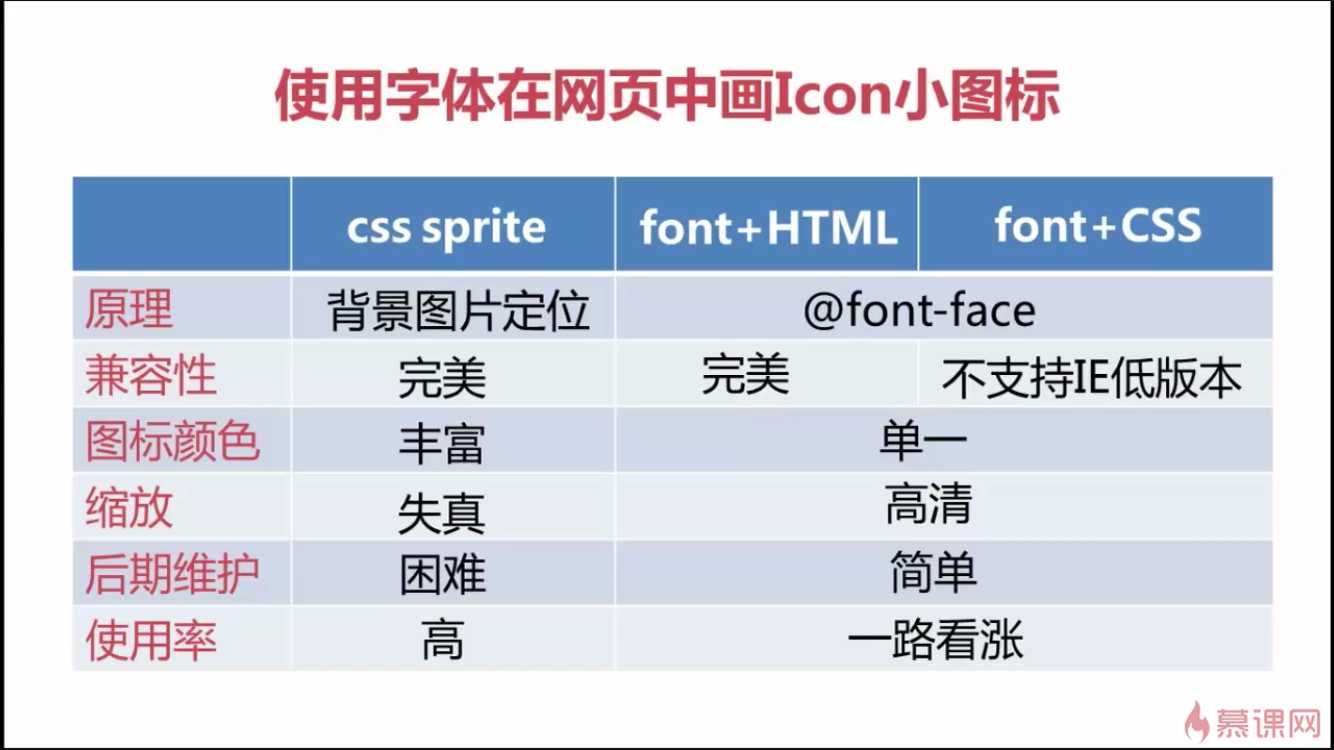 使用字体在网页中画Icon小图标
css sprite font+HTML font+CSS
原理 背景图片定位 @font-face
兼容性 完美 完美 不支持IE低版本
图标颜色 丰富 单一
缩放 失真 高清
后期维护 困难 简单
使用率 高 一路看涨
慕课网